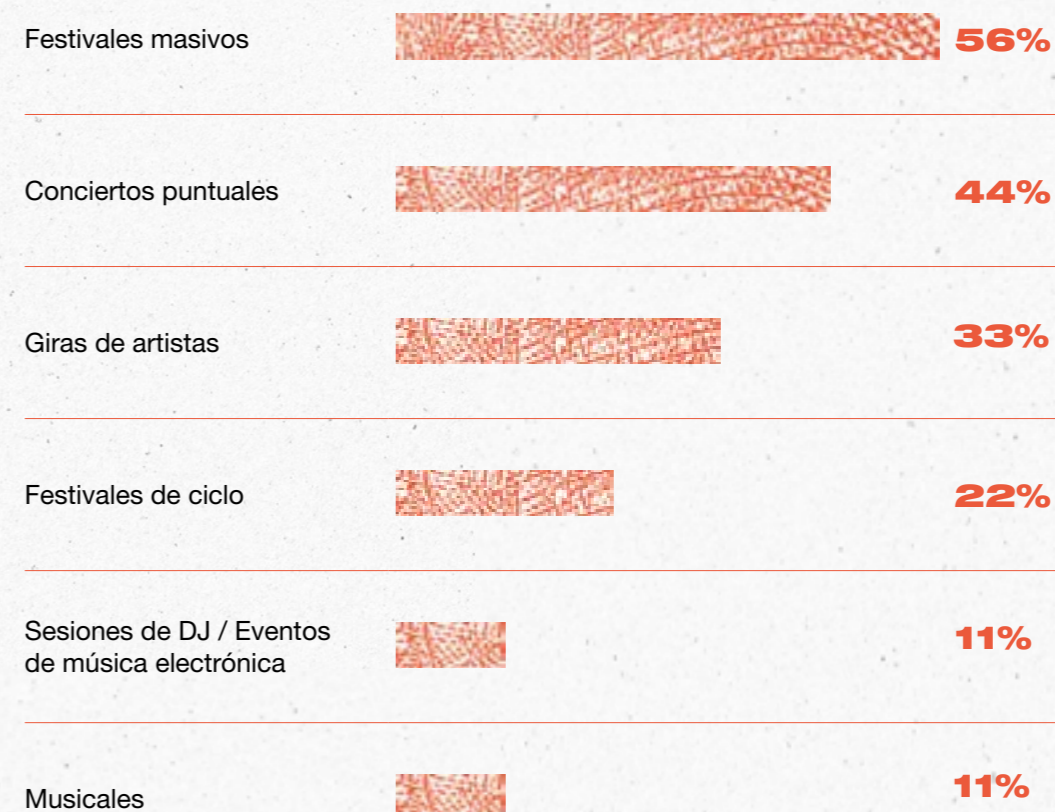 Festivales masivos 56%
Conciertos puntuales 44%
Giras de artistas 33%
Festivales de ciclo 22%
Sesiones de DJ / Eventos
de música electrónica 11%
Musicales 11%